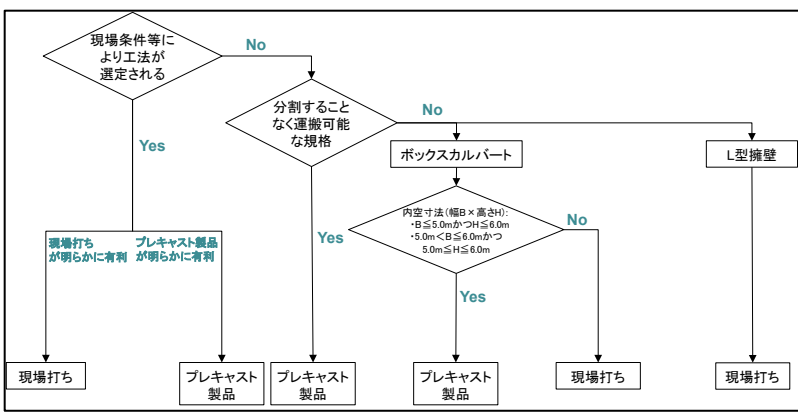 現場条件等に
より工法が
選定される
No
分割すること
なく運搬可能
な規格
No
Yes
ボックスカルバート
L型擁壁
内空寸法(幅B×高さH):
・B≦5.0mかつH≦6.0m
・5.0m<B≦6.0mかつ
5.0m≦H≦6.0m
No
現場打ち
が明らかに有利
プレキャスト製品
が明らかに有利
Yes
Yes
現場打ち
プレキャスト
製品
プレキャスト
製品
プレキャスト
製品
現場打ち
現場打ち